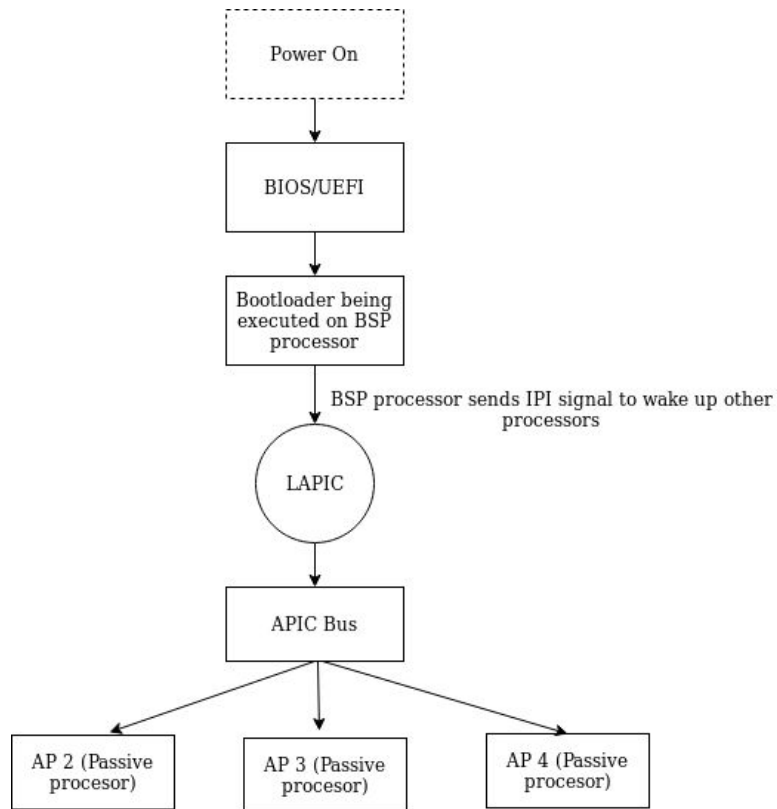 Power On
BIOS/UEFI
Bootloader being
executed on BSP
processor
BSP processor sends IPI signal to wake up other
processors
LAPIC
APIC Bus
AP 2 (Passive
procesor)
AP 3 (Passive
procesor)
AP 4 (Passive
procesor)